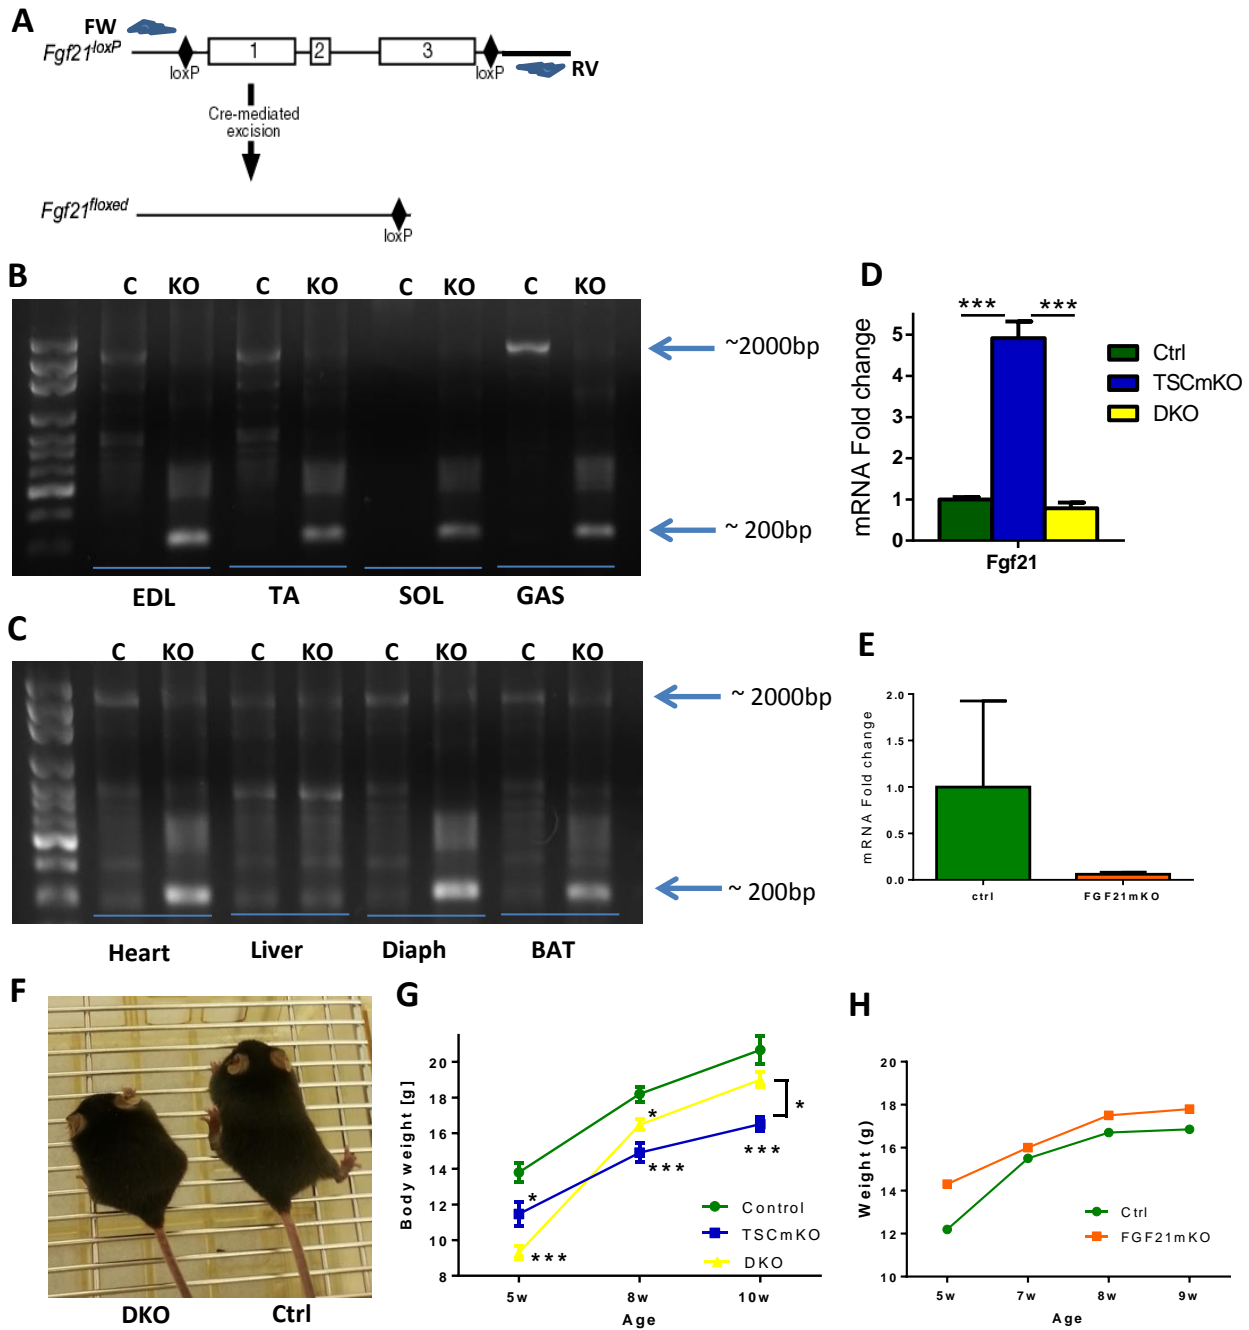 A
FW
Fgf21^loxP
1
2
3
loxP
loxP
RV
Cre-mediated
excision
Fgf21^floxed
loxP
B
C KO C KO C KO C KO
~2000bp
~ 200bp
EDL TA SOL GAS
C
C KO C KO C KO C KO
~ 2000bp
~ 200bp
Heart Liver Diaph BAT
D
mRNA Fold change
5
4
3
2
1
0
*** ***
Fgf21
Ctrl
TSCmKO
DKO
E
mRNA Fold change
2.0
1.5
1.0
0.5
0.0
ctrl FGF21mKO
F
DKO Ctrl
G
Body weight [g]
20
18
16
14
12
10
8
*
***
*
***
***
*
Control
TSCmKO
DKO
5w 8w 10w
Age
H
Weight (g)
20
18
16
14
12
10
Ctrl
FGF21mKO
5w 7w 8w 9w
Age